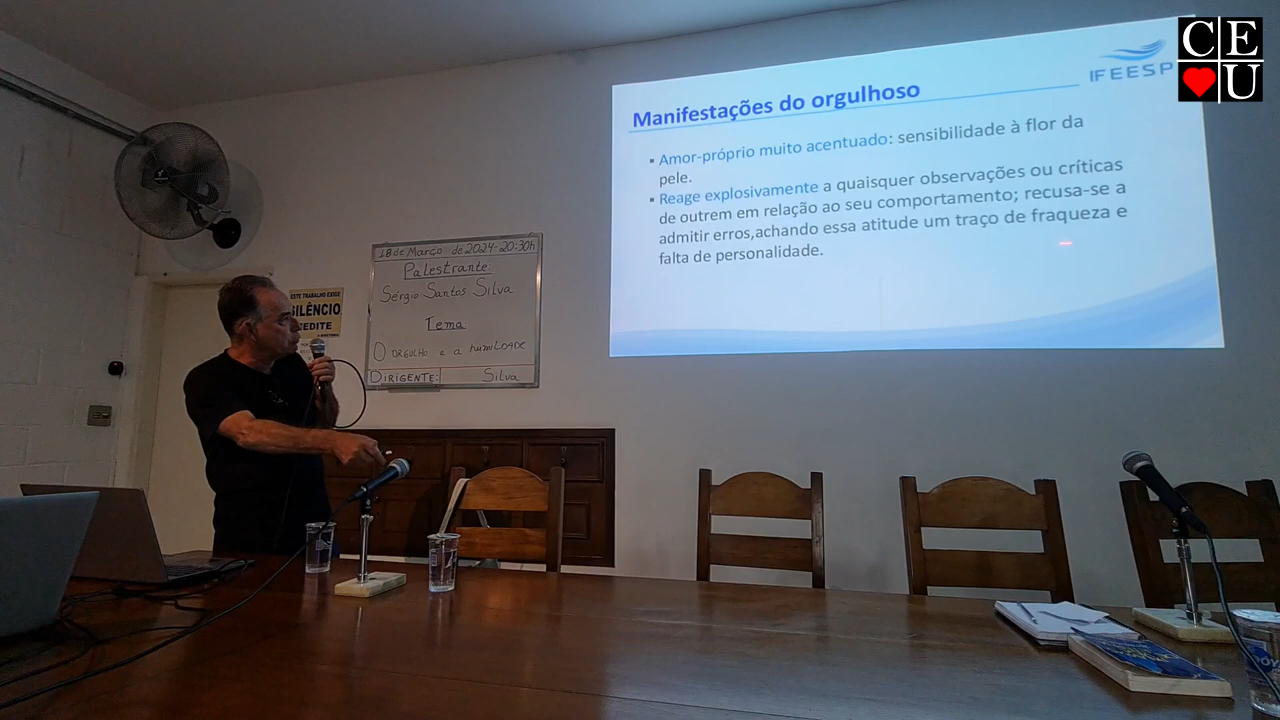 CE
U
IFEESP
Manifestações do orgulhoso
▪ Amor-próprio muito acentuado: sensibilidade à flor da
pele.
▪ Reage explosivamente a quaisquer observações ou críticas
de outrem em relação ao seu comportamento; recusa-se a
admitir erros,achando essa atitude um traço de fraqueza e
falta de personalidade.
18 de Março de 2024-20:30h
Palestrante
Sérgio Santos Silva
Tema
O ORGULHO e a humiLDADE
DIRIGENTE: Silva
ESTE TRABALHO EXIGE
SILÊNCIO